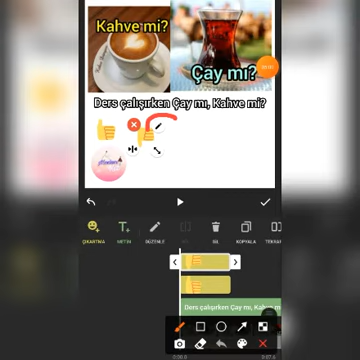 Kahve mi?
Çay mı?
Ders çalışırken Çay mı, Kahve mi?
ÇIKARTMA
METİN
DÜZENLE
SİL
KOPYALA
TEKRAR
Ders çalışırken Çay mı, Kahve m